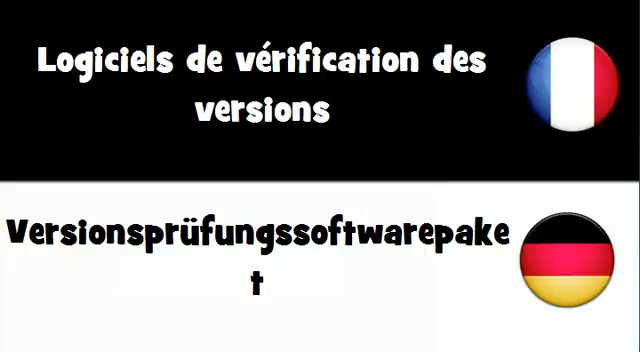 Logiciels de vérification des
versions
Versionsprüfungssoftwarepake
t